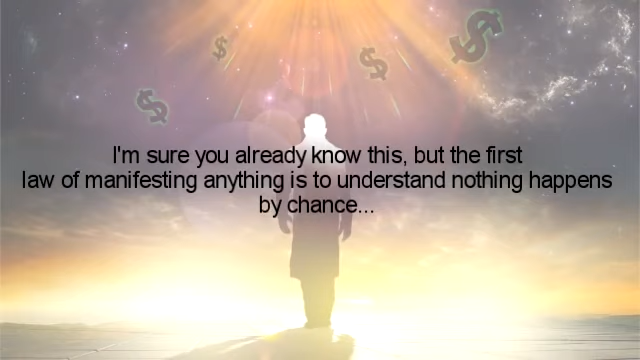 I'm sure you already know this, but the first
law of manifesting anything is to understand nothing happens
by chance...